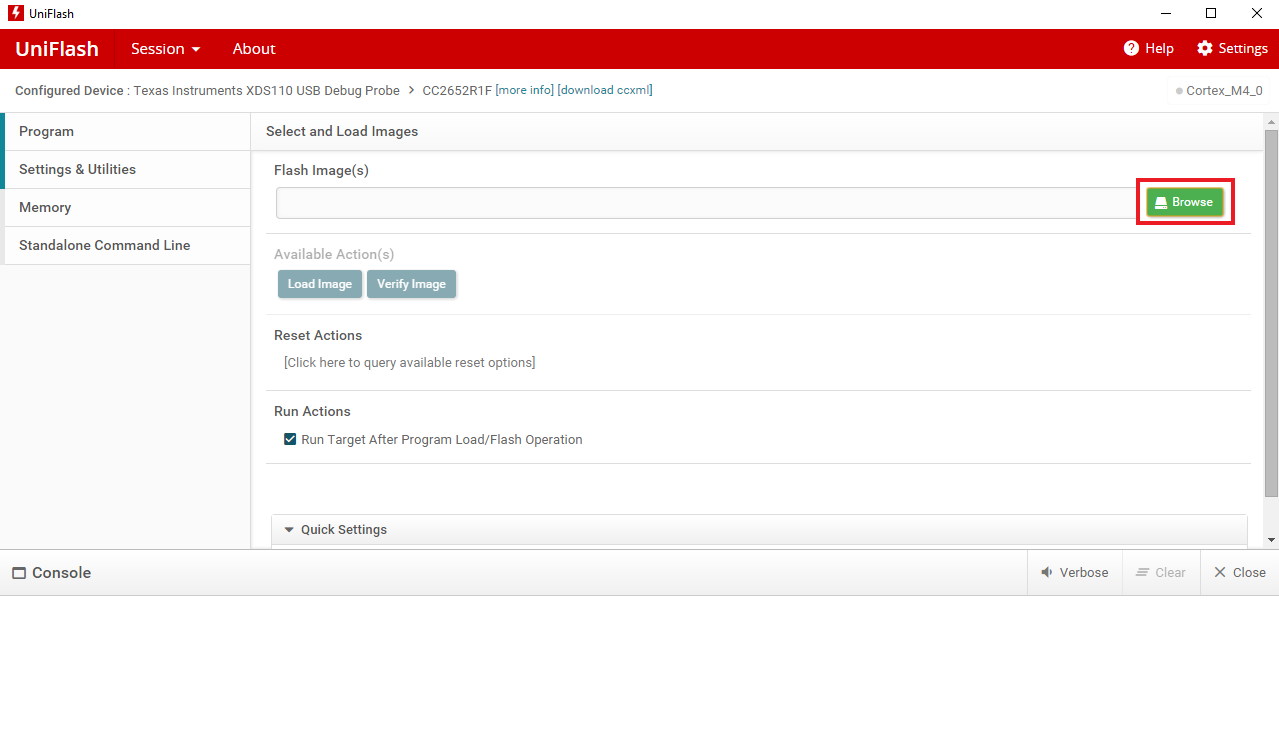 UniFlash
UniFlash Session About Help Settings
Configured Device : Texas Instruments XDS110 USB Debug Probe > CC2652R1F [more info] [download ccxml] Cortex_M4_0
Program
Settings & Utilities
Memory
Standalone Command Line
Select and Load Images
Flash Image(s)
Browse
Available Action(s)
Load Image Verify Image
Reset Actions
[Click here to query available reset options]
Run Actions
Run Target After Program Load/Flash Operation
Quick Settings
Console Verbose Clear Close